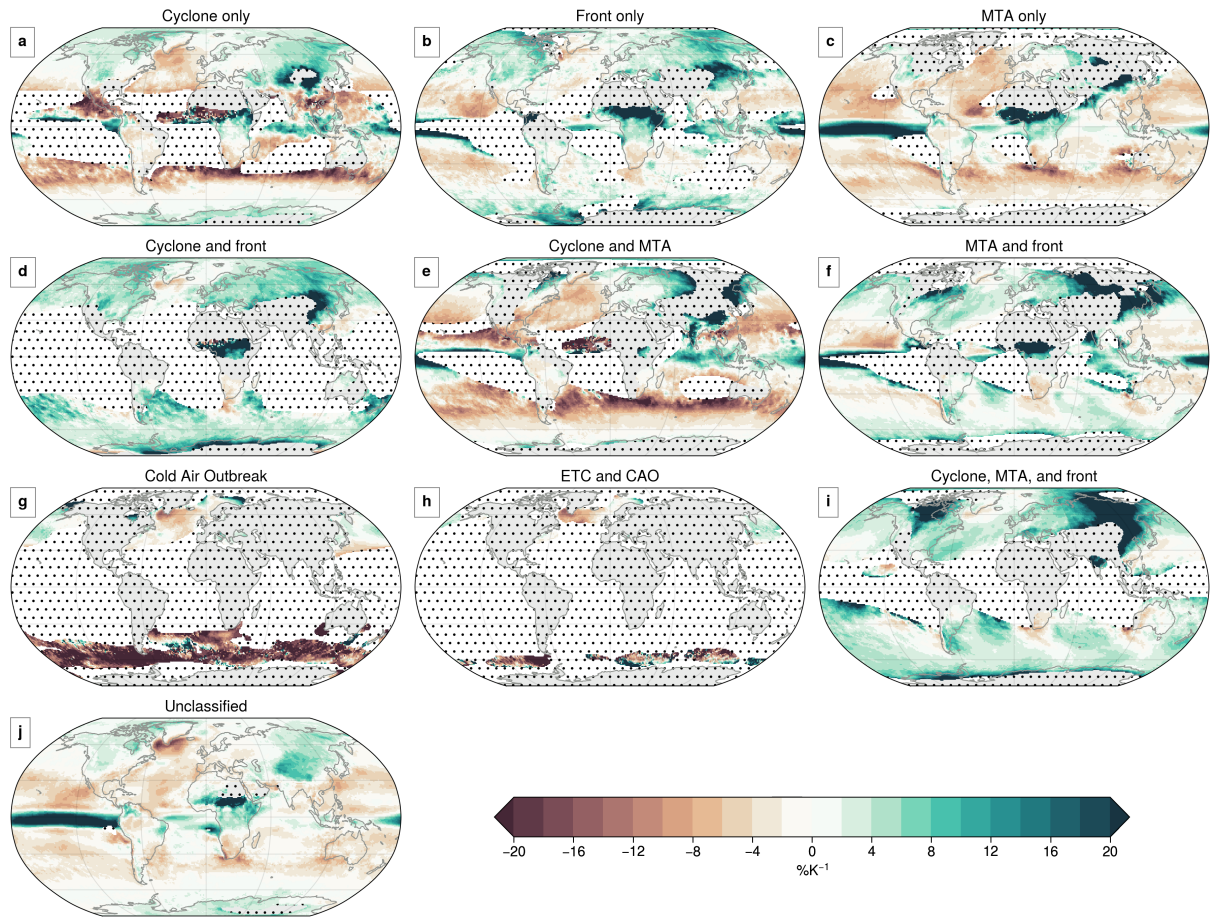 Cyclone only
Front only
MTA only
a
b
c
Cyclone and front
Cyclone and MTA
MTA and front
d
e
f
Cold Air Outbreak
ETC and CAO
Cyclone, MTA, and front
g
h
i
Unclassified
j
−20 −16 −12 −8 −4 0 4 8 12 16 20
%K⁻¹